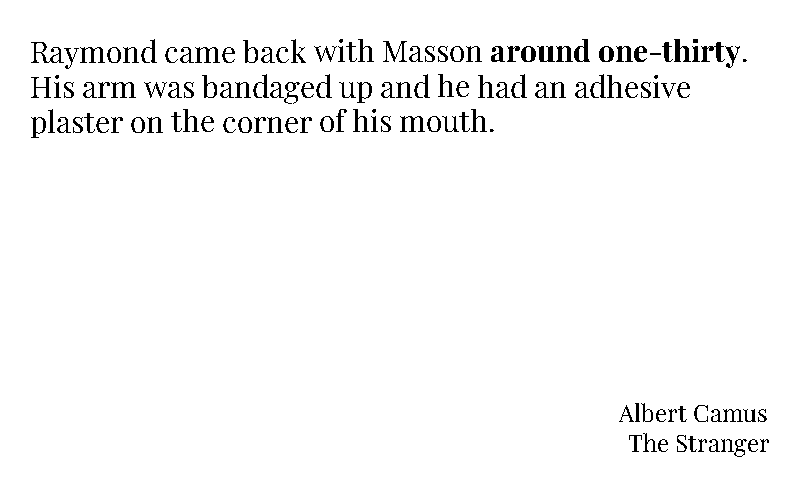 Raymond came back with Masson around one-thirty.
His arm was bandaged up and he had an adhesive
plaster on the corner of his mouth.
Albert Camus
The Stranger